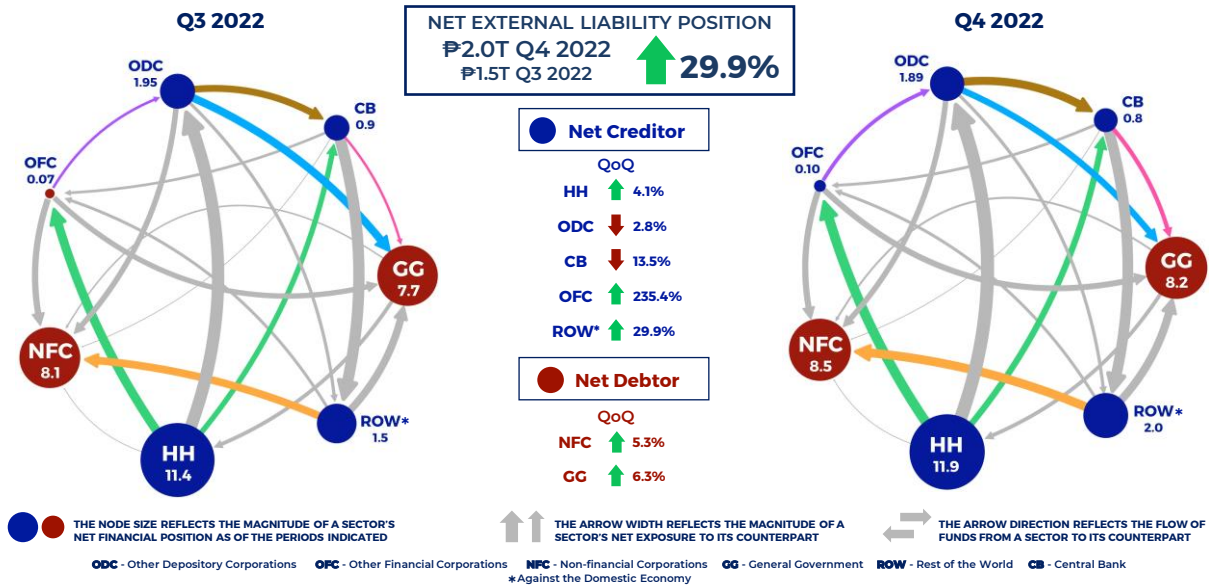 Q3 2022
NET EXTERNAL LIABILITY POSITION
₱2.0T Q4 2022
₱1.5T Q3 2022
29.9%
Q4 2022
ODC
1.95
CB
0.9
OFC
0.07
GG
7.7
NFC
8.1
ROW*
1.5
HH
11.4
Net Creditor
QoQ
HH 4.1%
ODC 2.8%
CB 13.5%
OFC 235.4%
ROW* 29.9%
Net Debtor
QoQ
NFC 5.3%
GG 6.3%
ODC
1.89
CB
0.8
OFC
0.10
GG
8.2
NFC
8.5
ROW*
2.0
HH
11.9
THE NODE SIZE REFLECTS THE MAGNITUDE OF A SECTOR'S
NET FINANCIAL POSITION AS OF THE PERIODS INDICATED
THE ARROW WIDTH REFLECTS THE MAGNITUDE OF A
SECTOR'S NET EXPOSURE TO ITS COUNTERPART
THE ARROW DIRECTION REFLECTS THE FLOW OF
FUNDS FROM A SECTOR TO ITS COUNTERPART
ODC - Other Depository Corporations OFC - Other Financial Corporations NFC - Non-financial Corporations GG - General Government ROW - Rest of the World CB - Central Bank
*Against the Domestic Economy